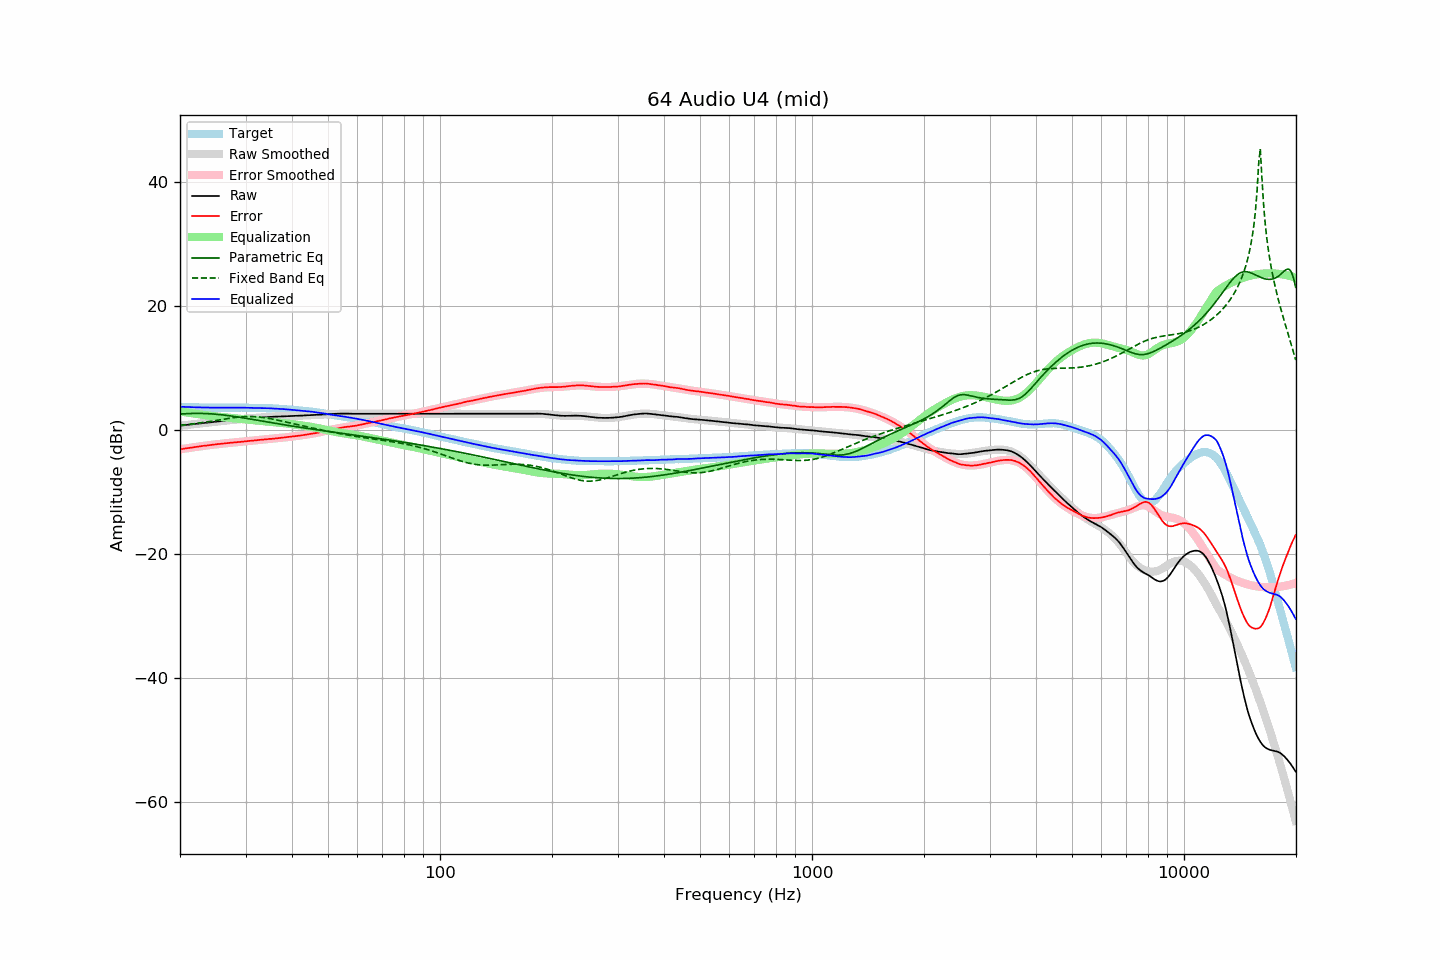 64 Audio U4 (mid)
Target
Raw Smoothed
Error Smoothed
Raw
Error
Equalization
Parametric Eq
Fixed Band Eq
Equalized
40
20
0
−20
−40
−60
Amplitude (dBr)
100
1000
10000
Frequency (Hz)